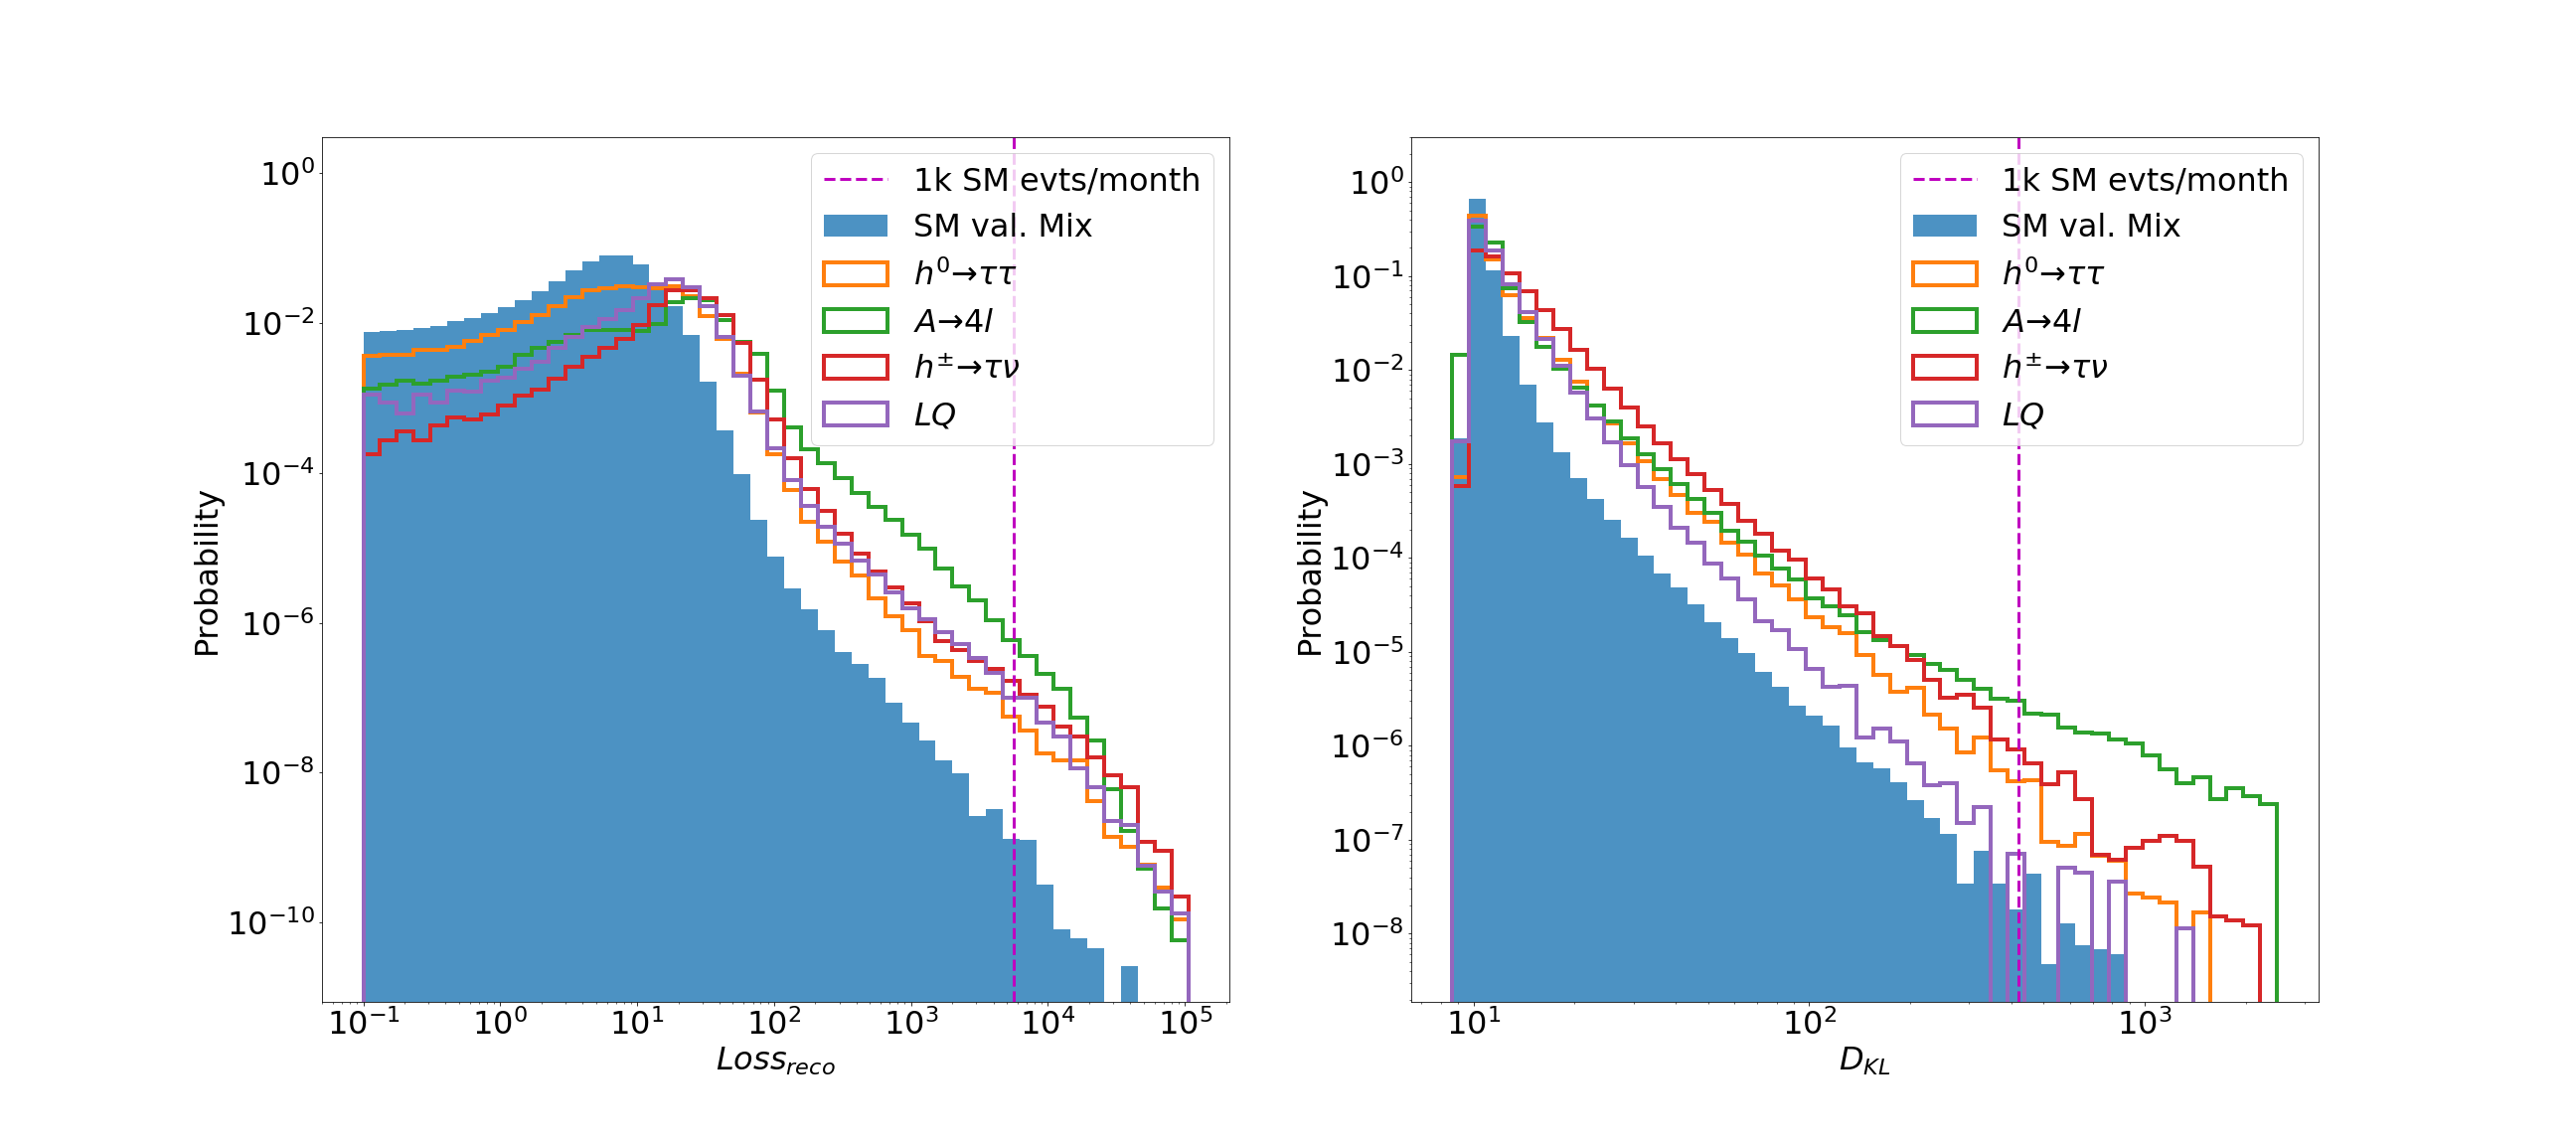 1k SM evts/month
SM val. Mix
h⁰→ττ
A→4l
h±→τν
LQ
Probability
10⁰
10⁻²
10⁻⁴
10⁻⁶
10⁻⁸
10⁻¹⁰
10⁻¹ 10⁰ 10¹ 10² 10³ 10⁴ 10⁵
Loss_reco
1k SM evts/month
SM val. Mix
h⁰→ττ
A→4l
h±→τν
LQ
Probability
10⁰
10⁻¹
10⁻²
10⁻³
10⁻⁴
10⁻⁵
10⁻⁶
10⁻⁷
10⁻⁸
10¹ 10² 10³
D_KL